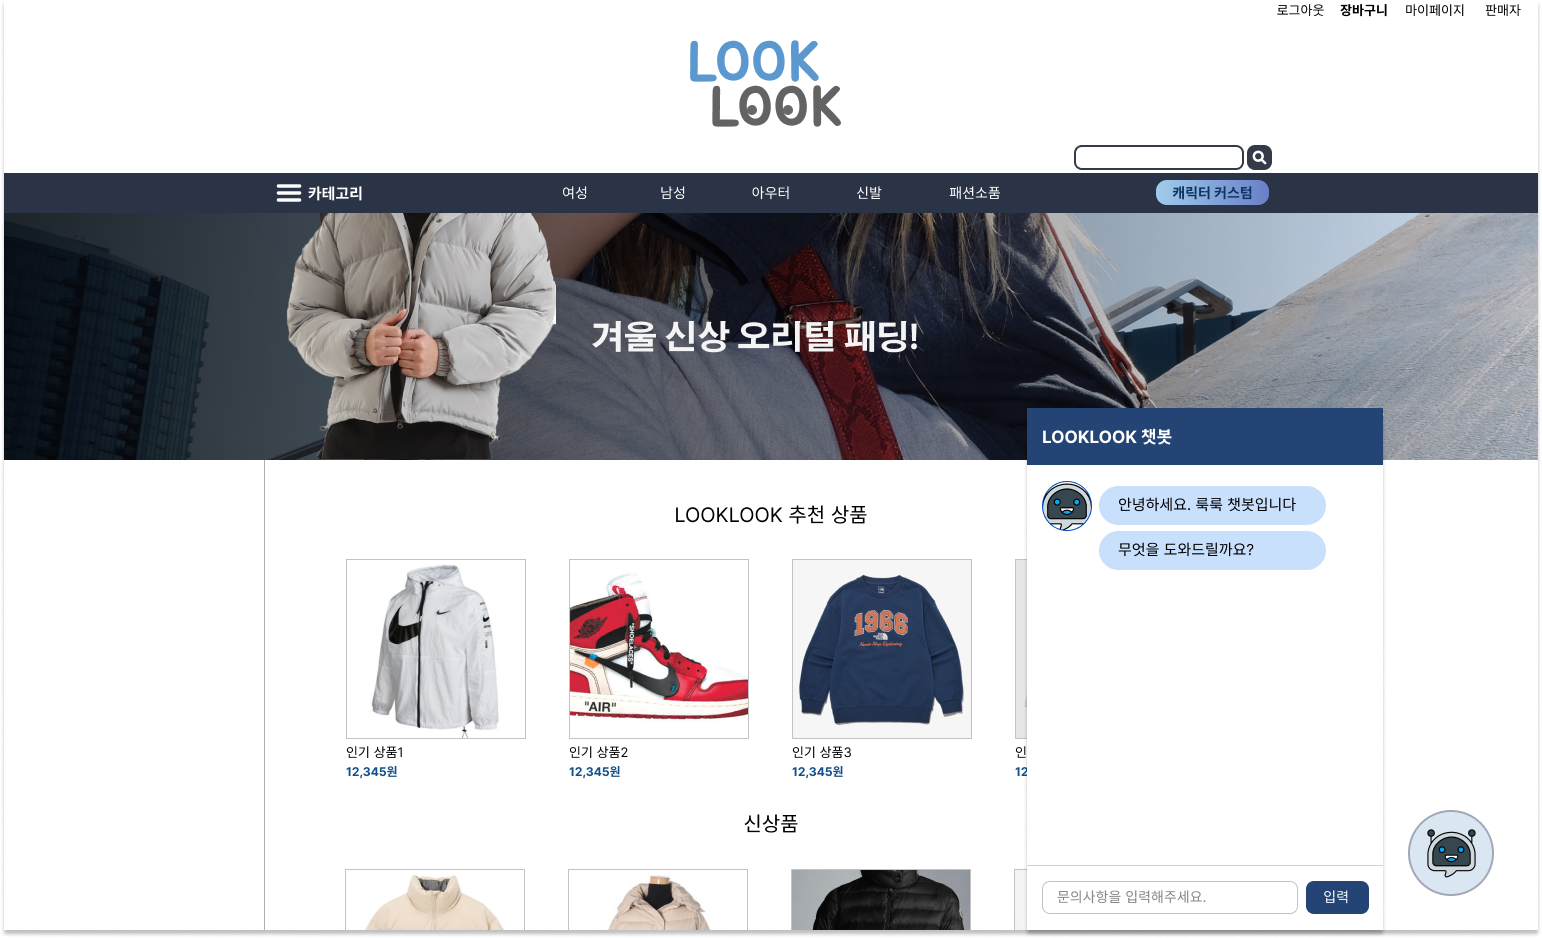 로그아웃 장바구니 마이페이지 판매자
LOOK
LOOK
카테고리 여성 남성 아우터 신발 패션소품 캐릭터 커스텀
겨울 신상 오리털 패딩!
LOOKLOOK 추천 상품
1966
"SHOELACES"
"AIR"
인기 상품1
12,345원
인기 상품2
12,345원
인기 상품3
12,345원
인
12
신상품
LOOKLOOK 챗봇
안녕하세요. 룩룩 챗봇입니다
무엇을 도와드릴까요?
문의사항을 입력해주세요.
입력